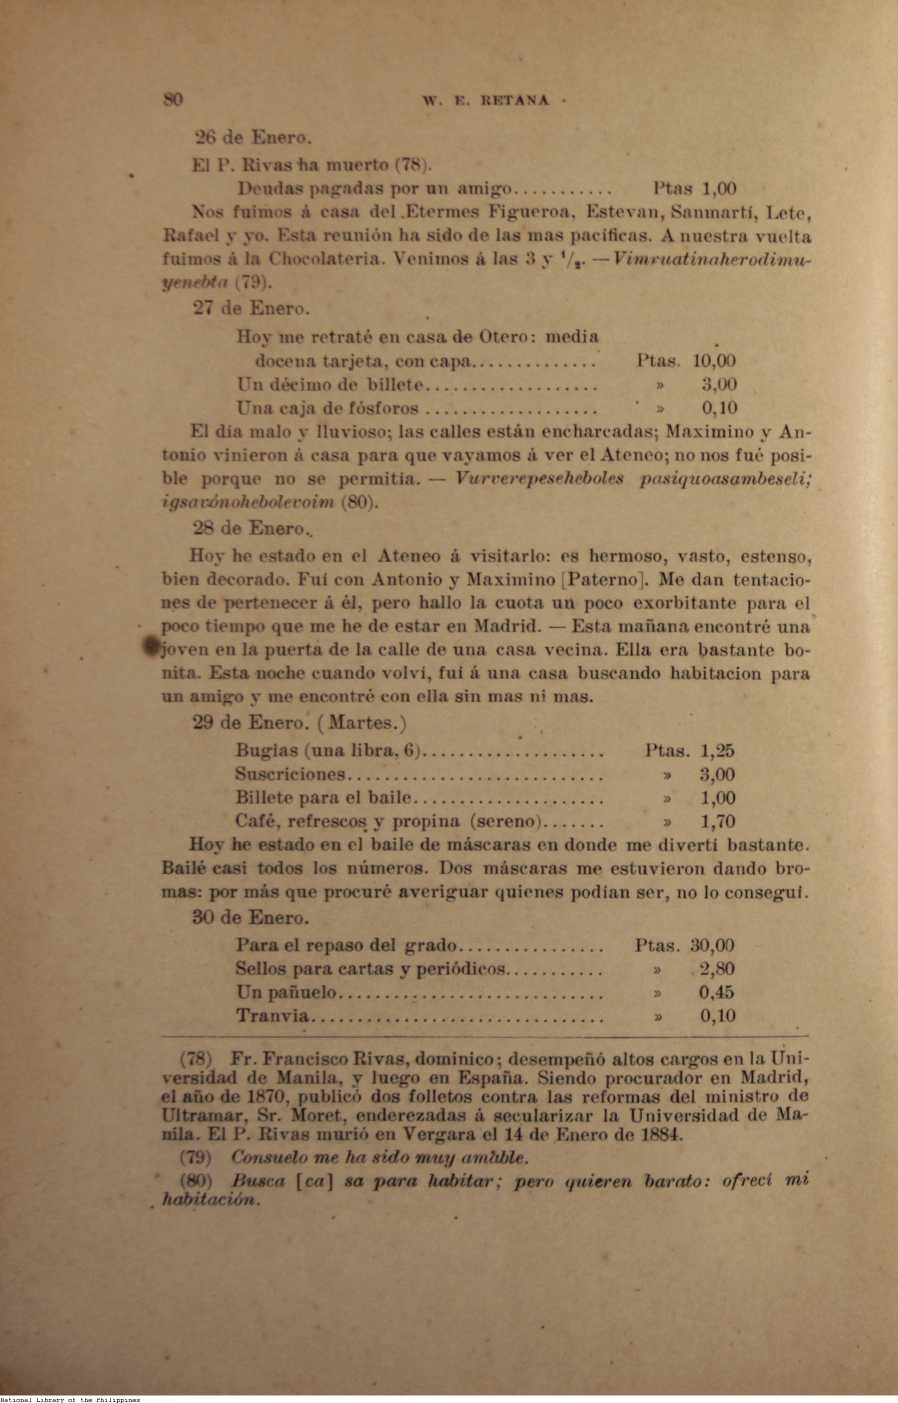 80
W. E. RETANA
26 de Enero.
El P. Rivas ha muerto (78).
Deudas pagadas por un amigo........... Ptas 1,00
Nos fuimos á casa del Etermes Figueroa, Estevan, Sanmartí, Lete,
Rafael y yo. Esta reunión ha sido de las mas pacificas. A nuestra vuelta
fuimos á la Chocolateria. Venimos á las 3 y 1/2. — Vimruatinaherodimu-
yenebta (79).
27 de Enero.
Hoy me retraté en casa de Otero: media
docena tarjeta, con capa.............. Ptas. 10,00
Un décimo de billete................... » 3,00
Una caja de fósforos ................... » 0,10
El dia malo y lluvioso; las calles están encharcadas; Maximino y An-
tonio vinieron á casa para que vayamos á ver el Ateneo; no nos fué posi-
ble porque no se permitia. — Vurverepeseheboles pasiquoasambeseli;
igsavónohebolevoim (80).
28 de Enero.
Hoy he estado en el Ateneo á visitarlo: es hermoso, vasto, estenso,
bien decorado. Fui con Antonio y Maximino [Paterno]. Me dan tentacio-
nes de pertenecer á él, pero hallo la cuota un poco exorbitante para el
poco tiempo que me he de estar en Madrid. — Esta mañana encontré una
joven en la puerta de la calle de una casa vecina. Ella era bastante bo-
nita. Esta noche cuando volví, fuí á una casa buscando habitacion para
un amigo y me encontré con ella sin mas ni mas.
29 de Enero. (Martes.)
Bugias (una libra, 6).................... Ptas. 1,25
Suscriciones............................ » 3,00
Billete para el baile..................... » 1,00
Café, refrescos y propina (sereno)....... » 1,70
Hoy he estado en el baile de máscaras en donde me divertí bastante.
Bailé casi todos los números. Dos máscaras me estuvieron dando bro-
mas: por más que procuré averiguar quienes podian ser, no lo conseguí.
30 de Enero.
Para el repaso del grado................ Ptas. 30,00
Sellos para cartas y periódicos........... » 2,80
Un pañuelo............................. » 0,45
Tranvia................................ » 0,10
(78) Fr. Francisco Rivas, dominico; desempeñó altos cargos en la Uni-
versidad de Manila, y luego en España. Siendo procurador en Madrid,
el año de 1870, publicó dos folletos contra las reformas del ministro de
Ultramar, Sr. Moret, enderezadas á secularizar la Universidad de Ma-
nila. El P. Rivas murió en Vergara el 14 de Enero de 1884.
(79) Consuelo me ha sido muy amable.
(80) Busca [ca] sa para habitar; pero quieren barato: ofrecí mi
habitación.
National Library of the Philippines